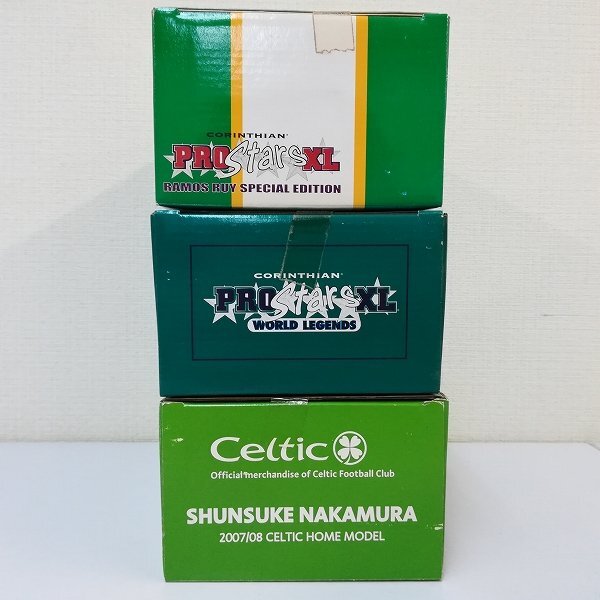 CORINTHIAN
PROStarsXL
RAMOS RUY SPECIAL EDITION
CORINTHIAN
PROStarsXL
WORLD LEGENDS
Celtic
Official merchandise of Celtic Football Club
SHUNSUKE NAKAMURA
2007/08 CELTIC HOME MODEL